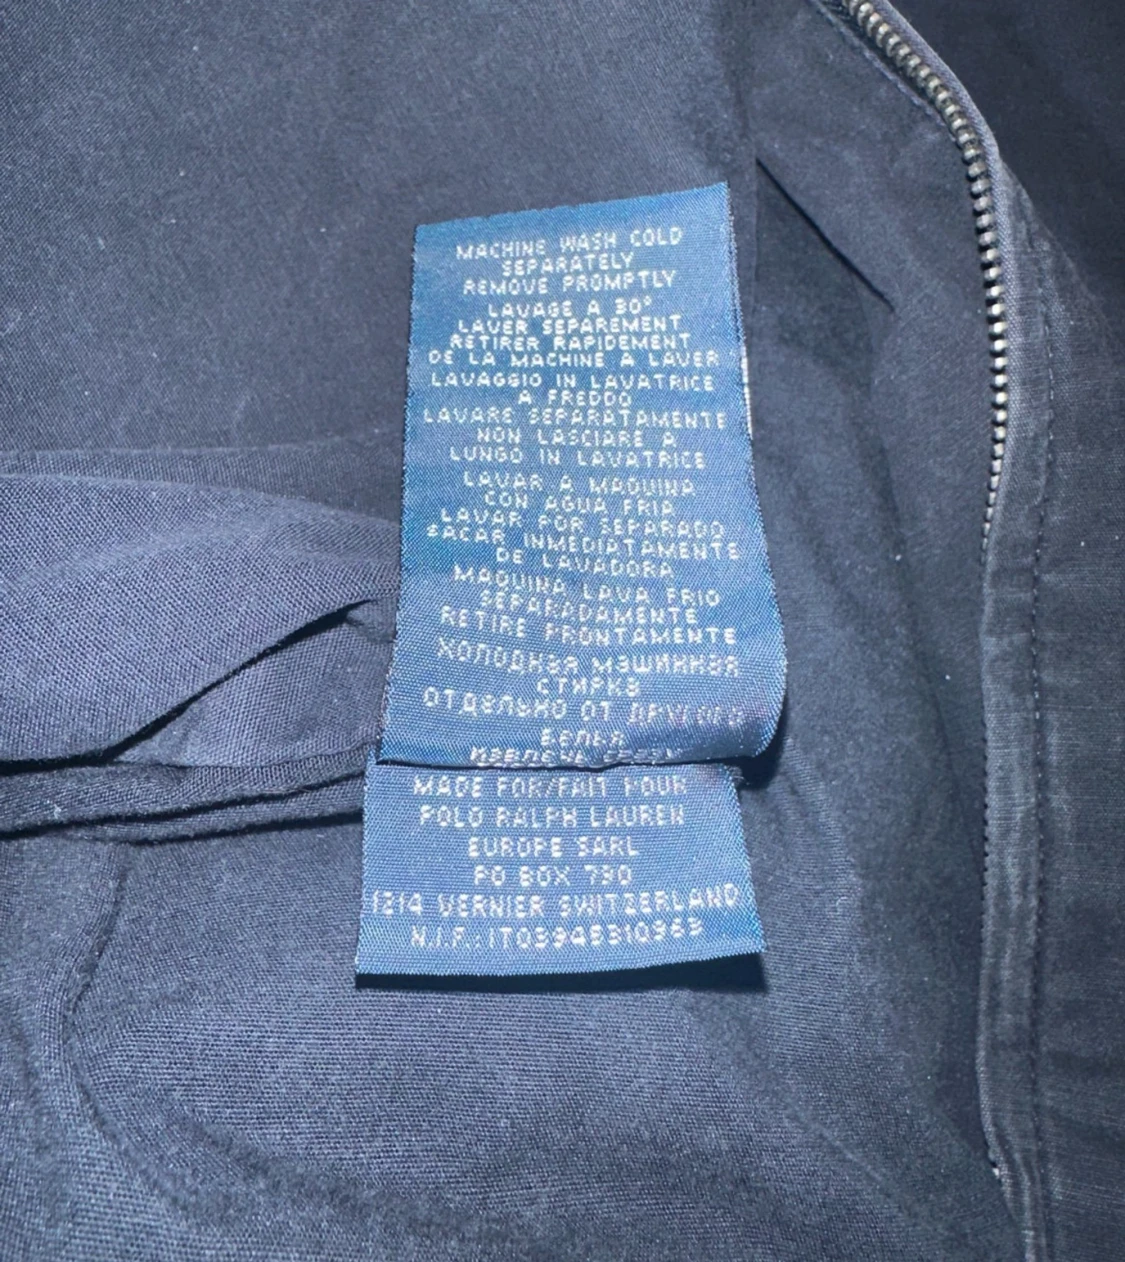 MACHINE WASH COLD
SEPARATELY
REMOVE PROMPTLY
LAVAGE A 30°
LAVER SEPAREMENT
RETIRER RAPIDEMENT
DE LA MACHINE A LAVER
LAVAGGIO IN LAVATRICE
A FREDDO
LAVARE SEPARATAMENTE
NON LASCIARE A
LUNGO IN LAVATRICE
LAVAR A MAQUINA
CON AGUA FRIA
LAVAR POR SEPARADO
SACAR INMEDIATAMENTE
DE LAVADORA
MAQUINA LAVA FRIO
SEPARADAMENTE
RETIRE PRONTAMENTE
ХОЛОДНАЯ МАШИННАЯ
СТИРКА
ОТДЕЛЬНО ОТ ДРУГОГО
БЕЛЬЯ
MADE FOR/FAIT POUR
POLO RALPH LAUREN
EUROPE SARL
PO BOX 790
1214 VERNIER SWITZERLAND
N.I.F.: IT03948310963